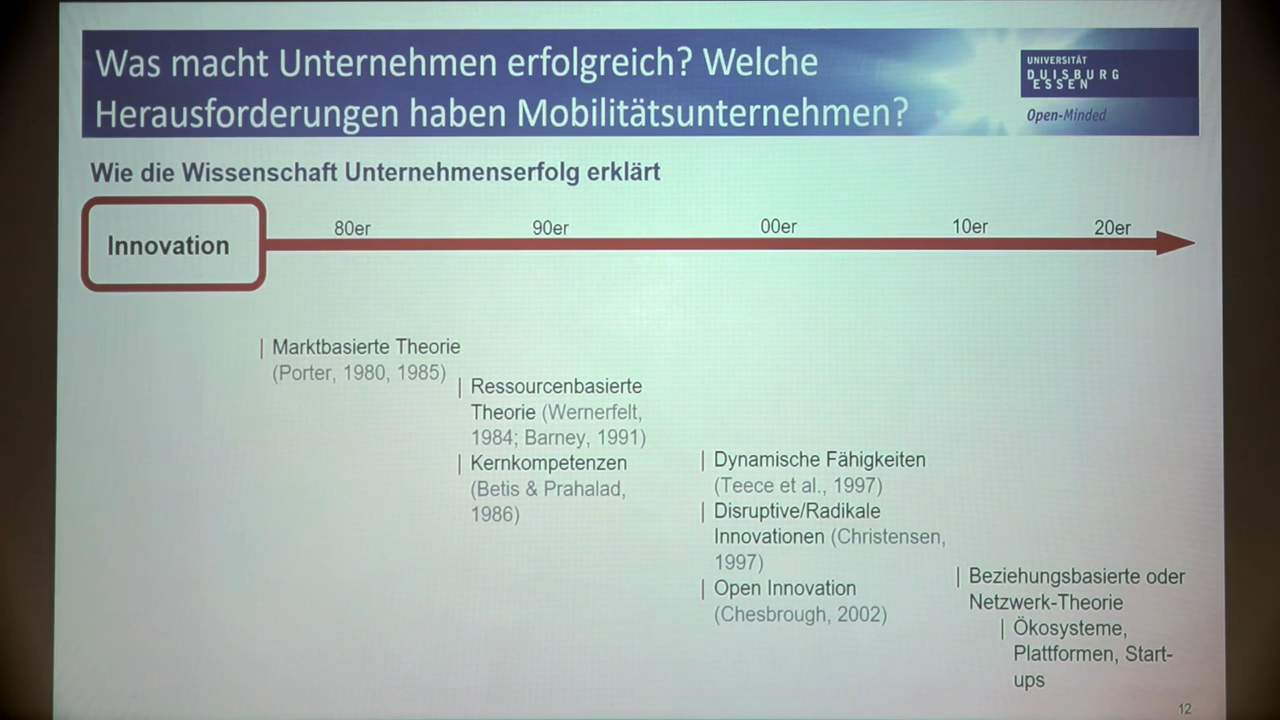 Was macht Unternehmen erfolgreich? Welche
Herausforderungen haben Mobilitätsunternehmen?
UNIVERSITÄT
DUISBURG
ESSEN
Open-Minded
Wie die Wissenschaft Unternehmenserfolg erklärt
Innovation
80er
90er
00er
10er
20er
| Marktbasierte Theorie
(Porter, 1980, 1985)
| Ressourcenbasierte
Theorie (Wernerfelt,
1984; Barney, 1991)
| Kernkompetenzen
(Betis & Prahalad,
1986)
| Dynamische Fähigkeiten
(Teece et al., 1997)
| Disruptive/Radikale
Innovationen (Christensen,
1997)
| Open Innovation
(Chesbrough, 2002)
| Beziehungsbasierte oder
Netzwerk-Theorie
| Ökosysteme,
Plattformen, Start-
ups
12